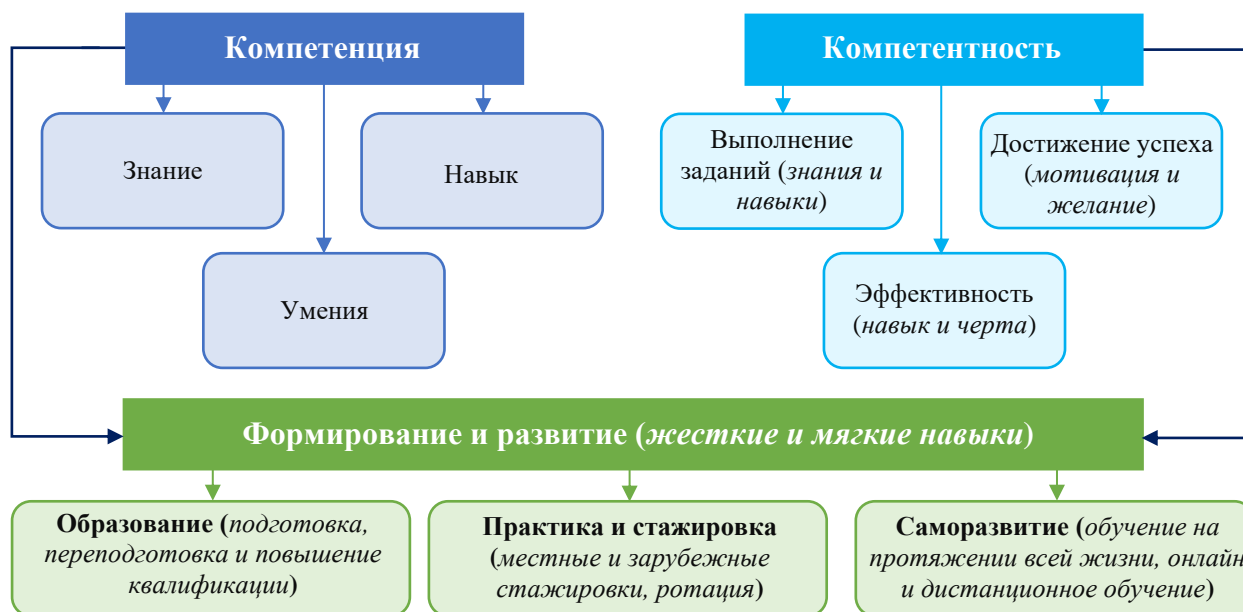 Компетенция
Знание
Навык
Умения
Компетентность
Выполнение
заданий (знания и
навыки)
Достижение успеха
(мотивация и
желание)
Эффективность
(навык и черта)
Формирование и развитие (жесткие и мягкие навыки)
Образование (подготовка,
переподготовка и повышение
квалификации)
Практика и стажировка
(местные и зарубежные
стажировки, ротация)
Саморазвитие (обучение на
протяжении всей жизни, онлайн
и дистанционное обучение)